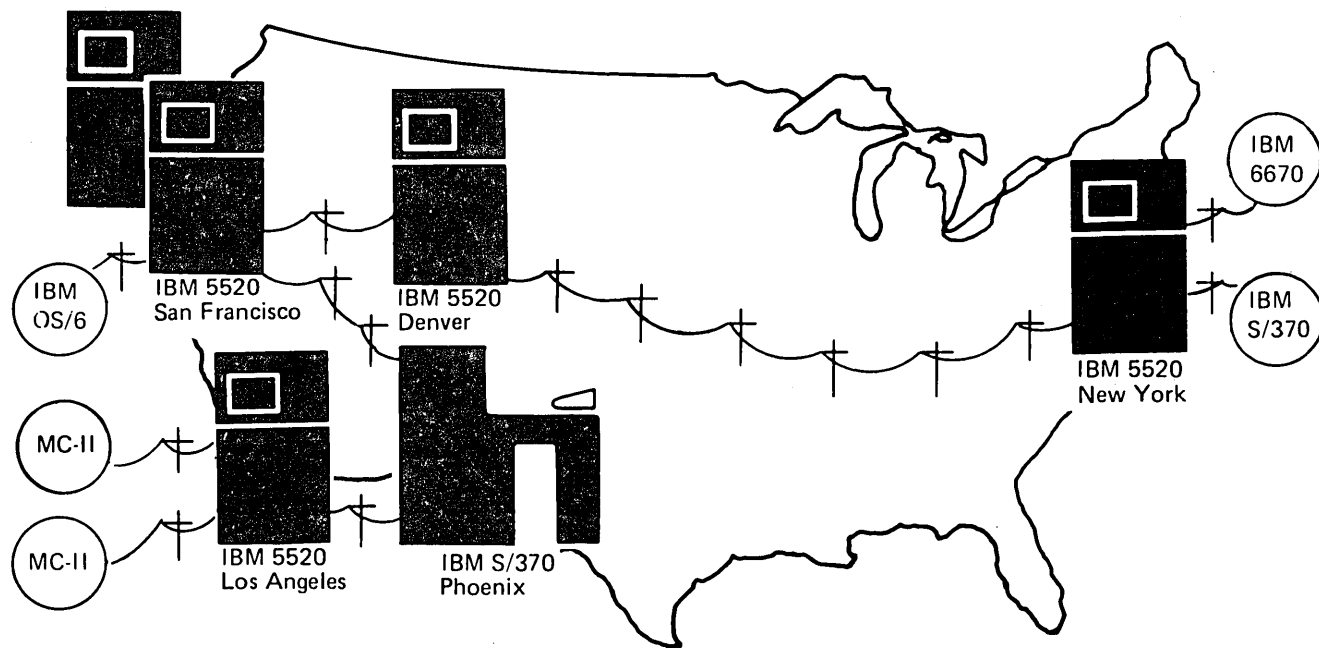 IBM
6670
IBM
OS/6
IBM 5520
San Francisco
IBM 5520
Denver
IBM
S/370
IBM 5520
New York
MC-II
MC-II
IBM 5520
Los Angeles
IBM S/370
Phoenix